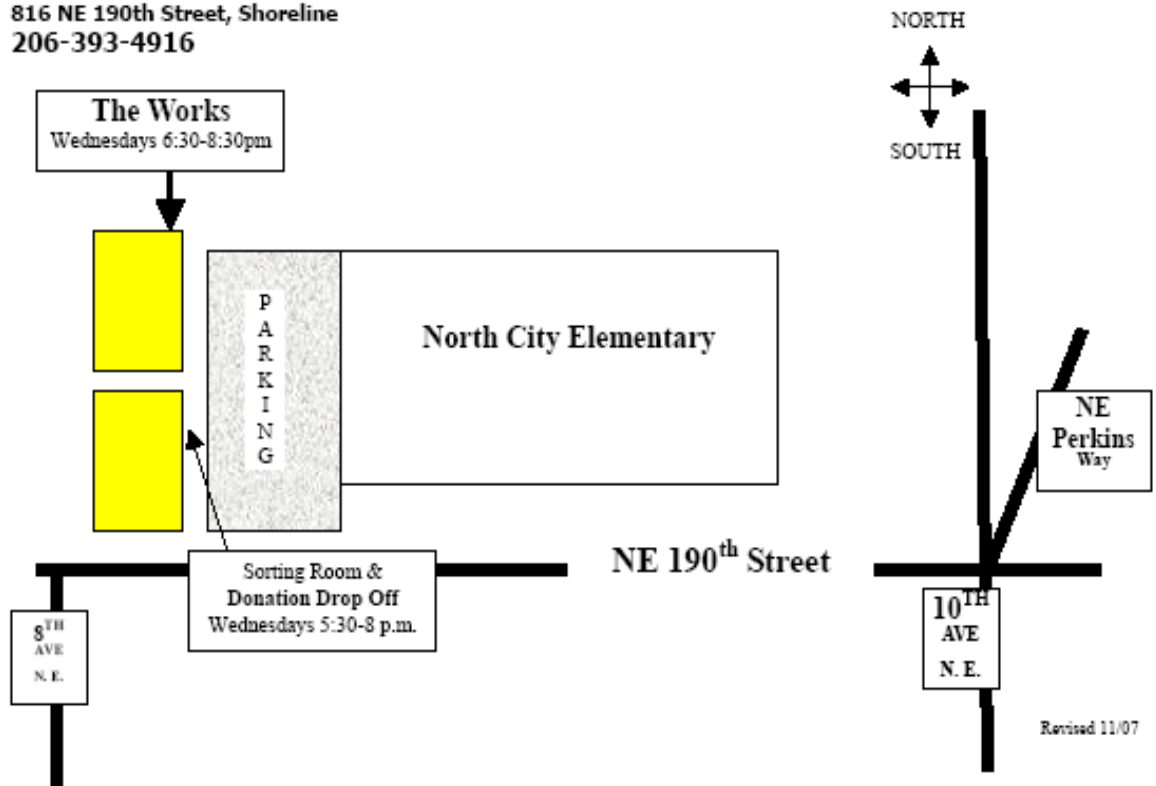 816 NE 190th Street, Shoreline
206-393-4916
NORTH
SOUTH
The Works
Wednesdays 6:30-8:30pm
PARKING
North City Elementary
NE
Perkins
Way
NE 190th Street
Sorting Room &
Donation Drop Off
Wednesdays 5:30-8 p.m.
8TH
AVE
N. E.
10TH
AVE
N. E.
Revised 11/07